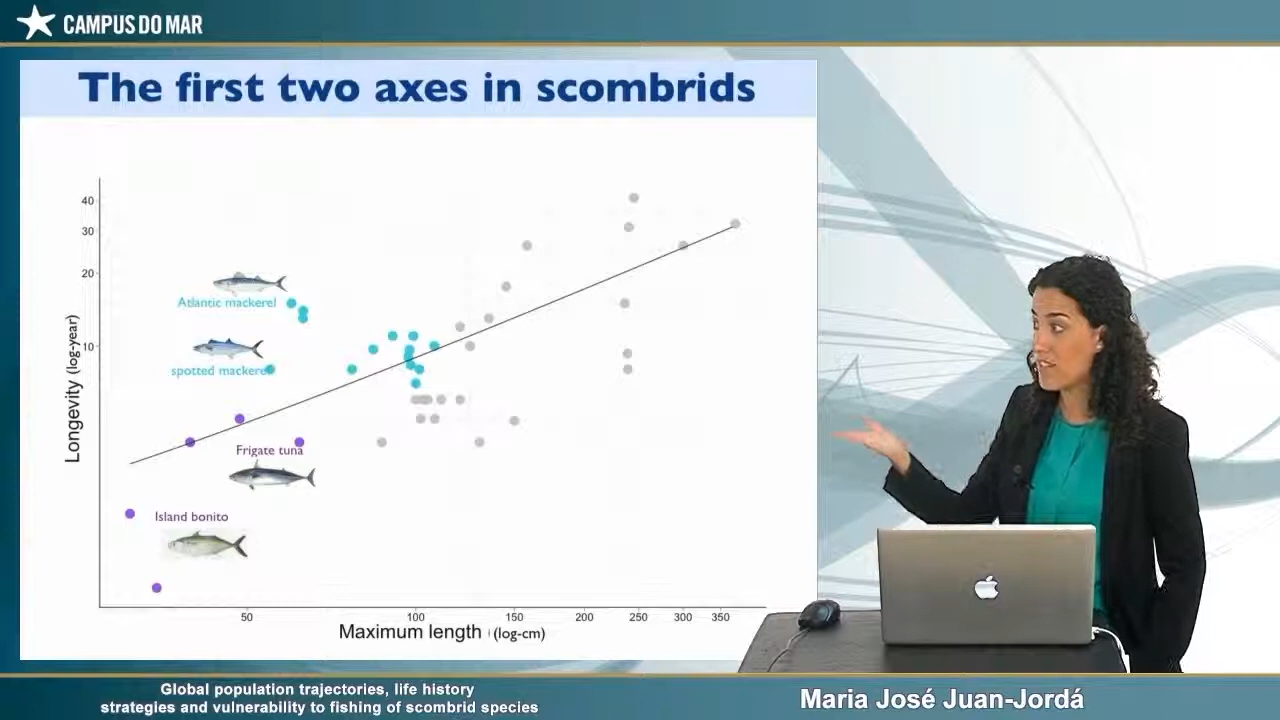 CAMPUS DO MAR
The first two axes in scombrids
40
30
20
10
Longevity (log-year)
Atlantic mackerel
spotted mackere
Frigate tuna
Island bonito
50
100
150
200
250
300
350
Maximum length (log-cm)
Global population trajectories, life history
strategies and vulnerability to fishing of scombrid species
Maria José Juan-Jordá